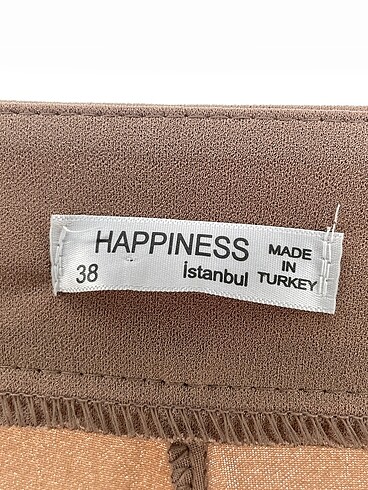 HAPPINESS
38 İstanbul
MADE
IN
TURKEY